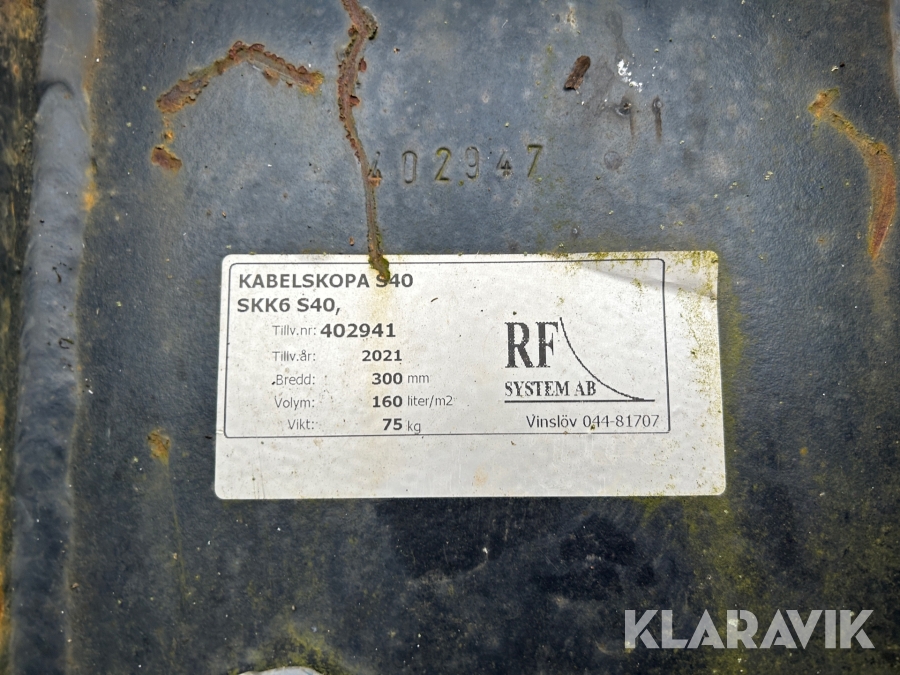 402947
KABELSKOPA S40
SKK6 S40,
Tillv.nr: 402941
Tillv.år: 2021
Bredd: 300 mm
Volym: 160 liter/m2
Vikt: 75 kg
RF
SYSTEM AB
Vinslöv 044-81707
KLARAVIK